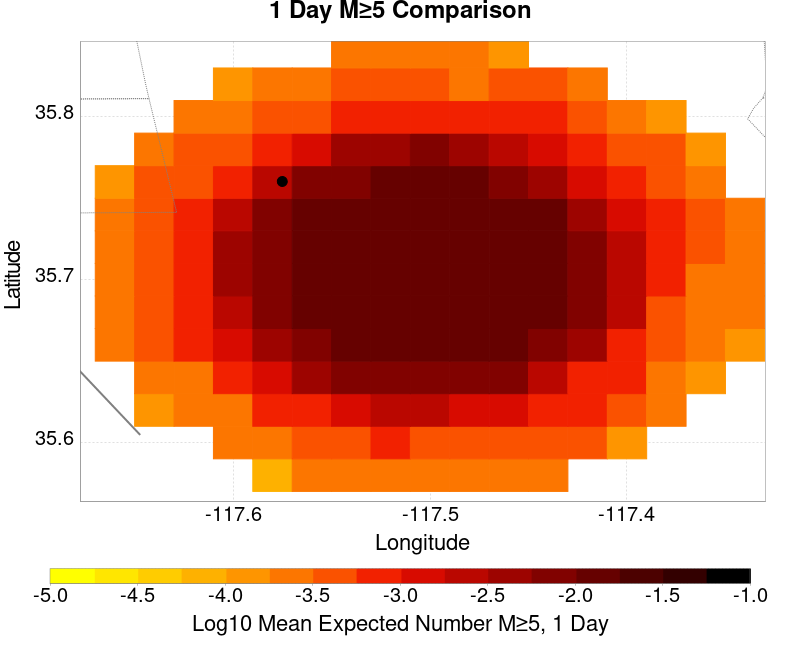 1 Day M≥5 Comparison
35.8
35.7
35.6
Latitude
-117.6 -117.5 -117.4
Longitude
-5.0 -4.5 -4.0 -3.5 -3.0 -2.5 -2.0 -1.5 -1.0
Log10 Mean Expected Number M≥5, 1 Day